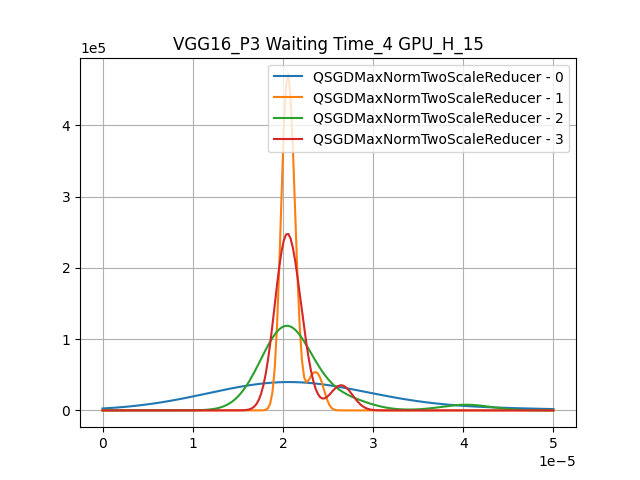 VGG16_P3 Waiting Time_4 GPU_H_15
1e5
QSGDMaxNormTwoScaleReducer - 0
QSGDMaxNormTwoScaleReducer - 1
QSGDMaxNormTwoScaleReducer - 2
QSGDMaxNormTwoScaleReducer - 3
4
3
2
1
0
0 1 2 3 4 5
1e−5